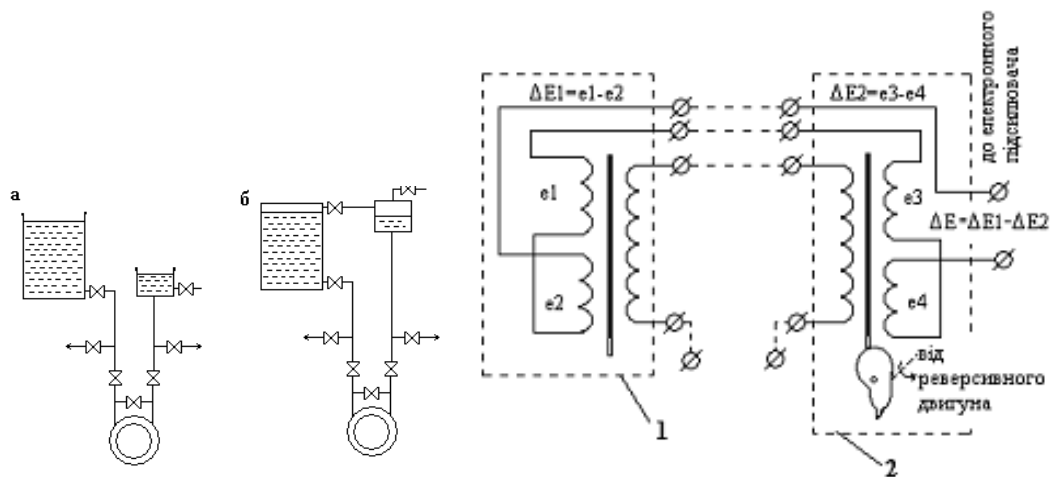 а
б
ΔE1=e1-e2
e1
e2
1
ΔE2=e3-e4
e3
ΔE=ΔE1-ΔE2
e4
до електронного
підсилювача
від
реверсивного
двигуна
2